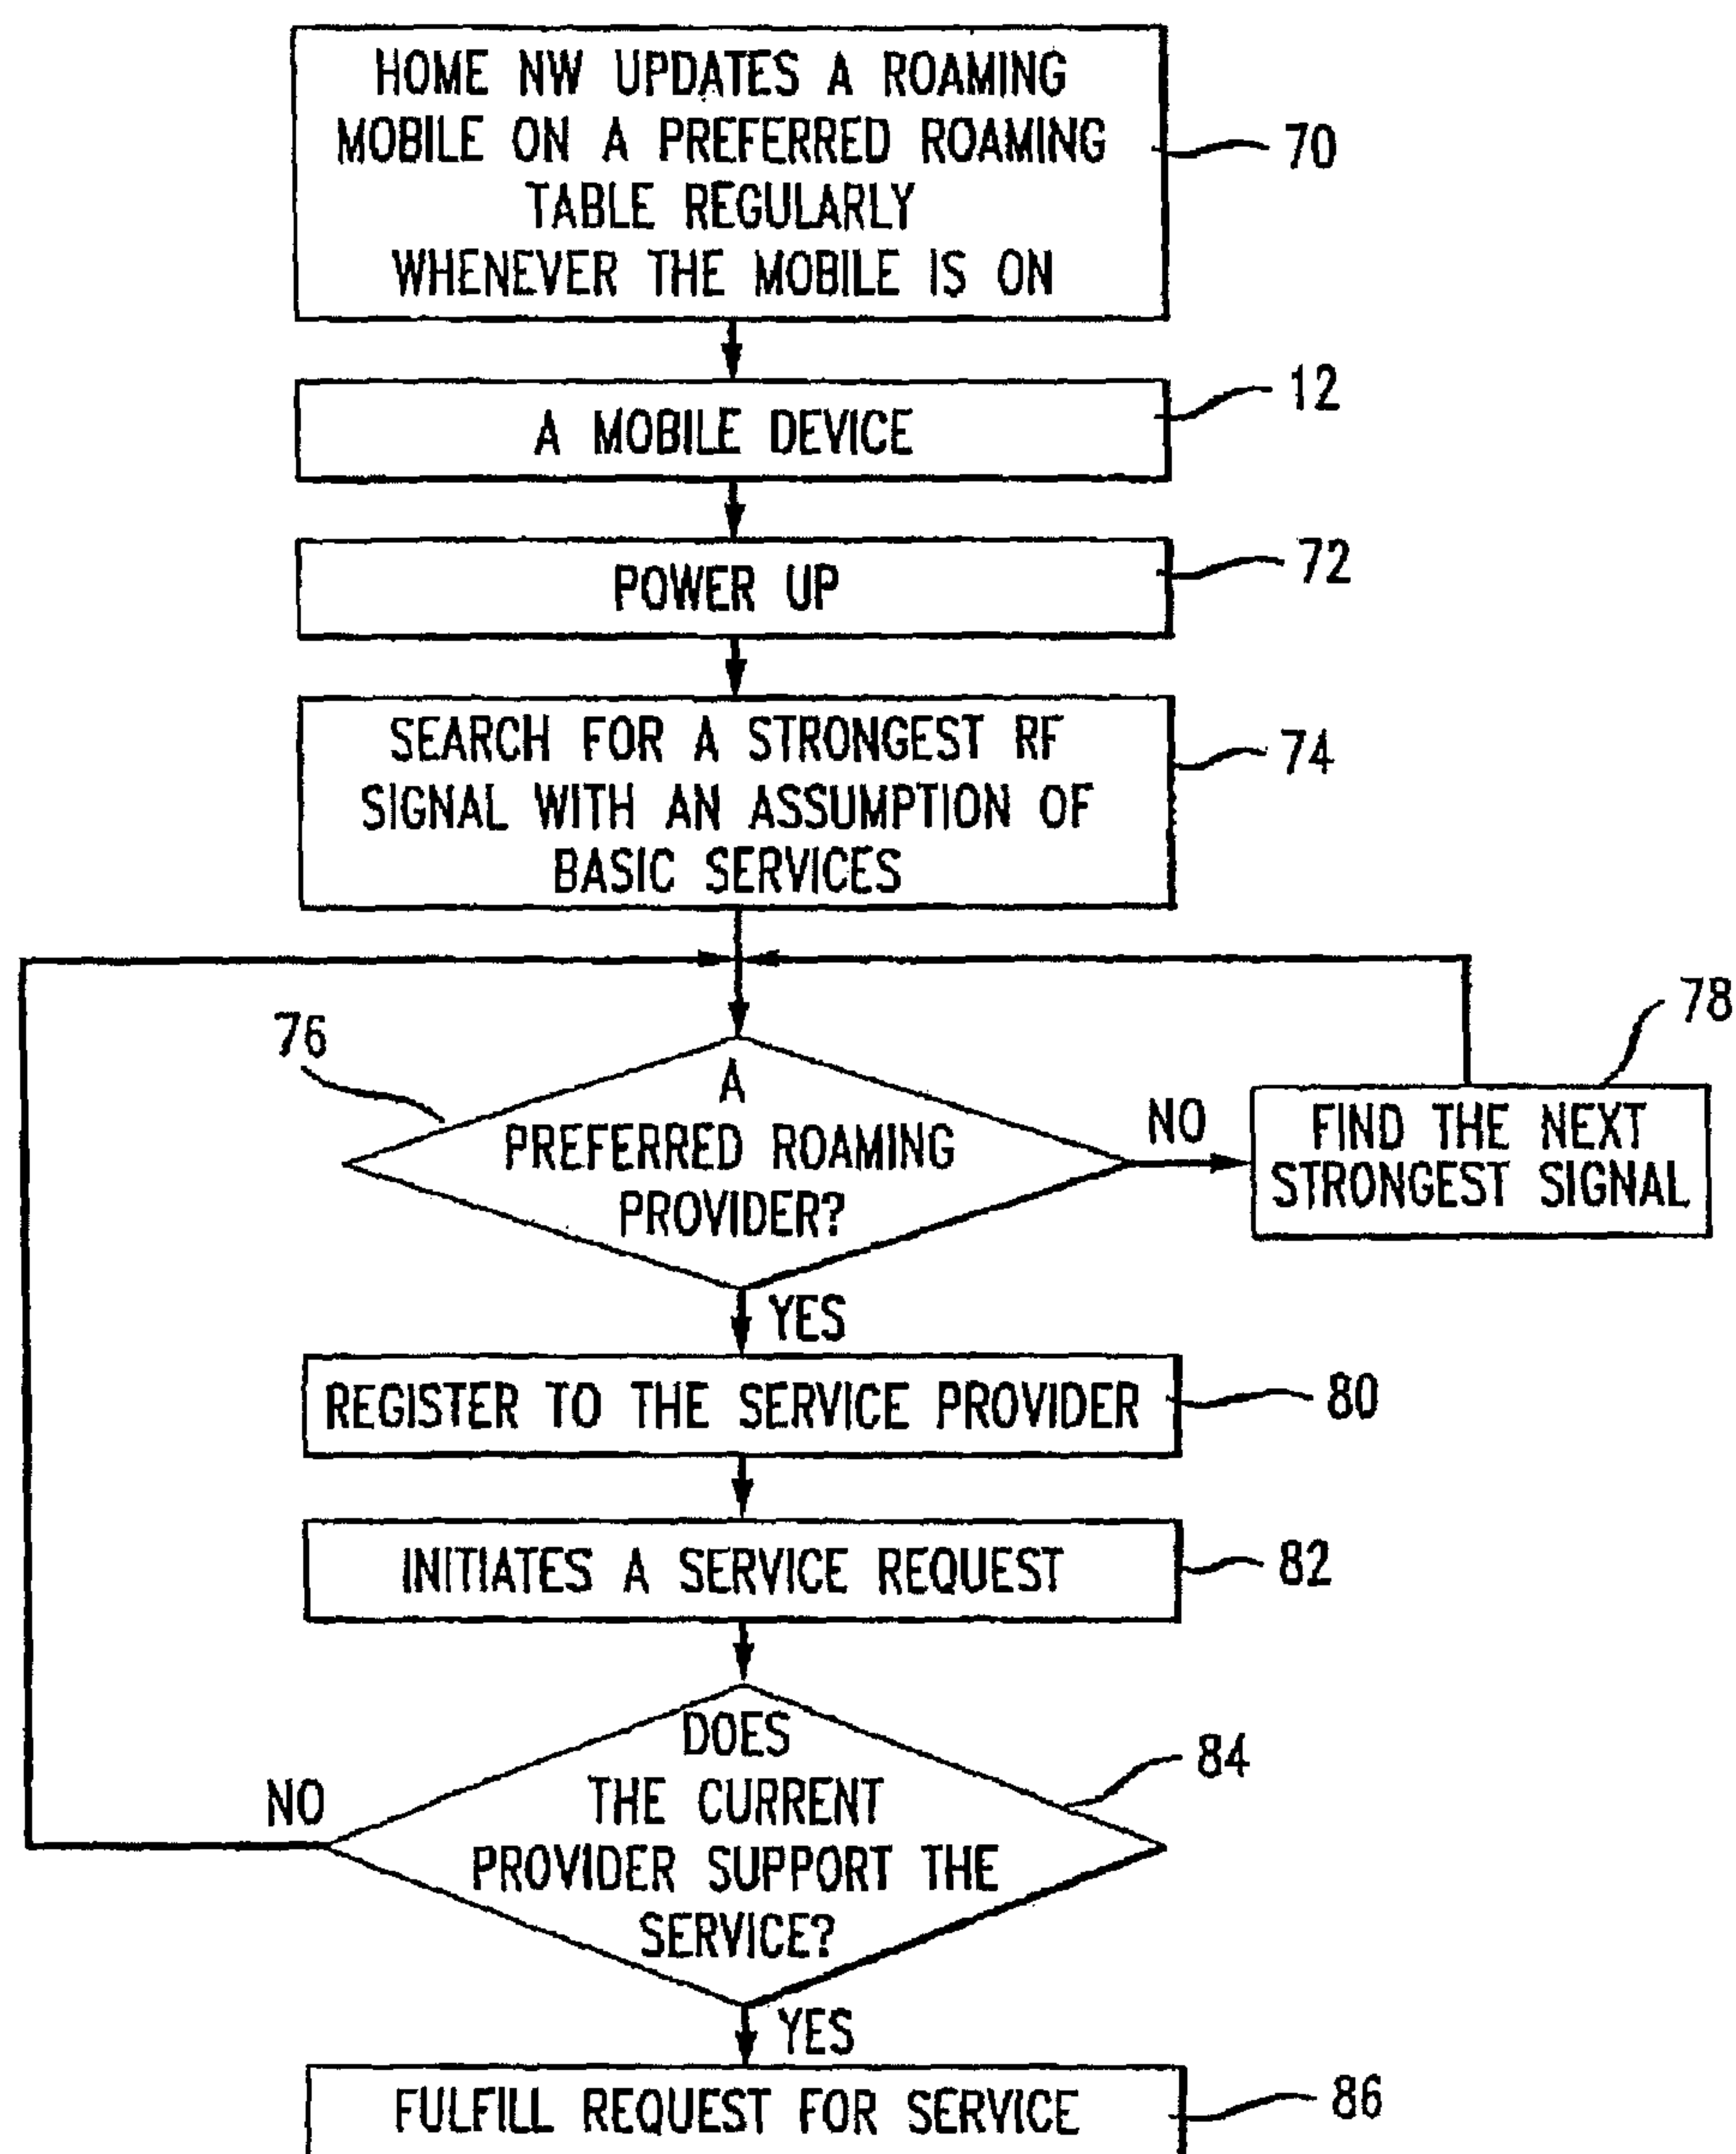 HOME NW UPDATES A ROAMING
MOBILE ON A PREFERRED ROAMING
TABLE REGULARLY
WHENEVER THE MOBILE IS ON
70
A MOBILE DEVICE
12
POWER UP
72
SEARCH FOR A STRONGEST RF
SIGNAL WITH AN ASSUMPTION OF
BASIC SERVICES
74
76
A
PREFERRED ROAMING
PROVIDER?
NO
78
FIND THE NEXT
STRONGEST SIGNAL
YES
REGISTER TO THE SERVICE PROVIDER
80
INITIATES A SERVICE REQUEST
82
DOES
THE CURRENT
PROVIDER SUPPORT THE
SERVICE?
84
NO
YES
FULFILL REQUEST FOR SERVICE
86